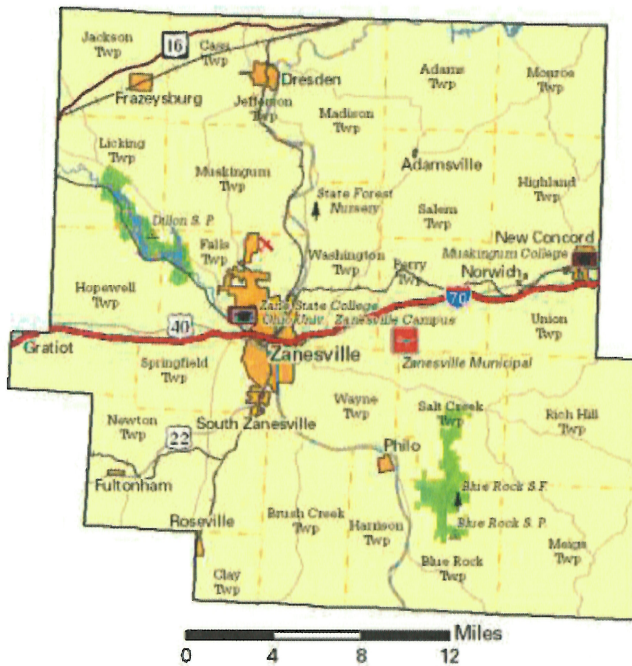 Jackson
Twp
16
Cass
Twp
Dresden
Frazeysburg
Jefferson
Twp
Adams
Twp
Monroe
Twp
Madison
Twp
Licking
Twp
Muskingum
Twp
Adamsville
Highland
Twp
State Forest
Nursery
Salem
Twp
Dillon S. P.
Falls
Twp
Washington
Twp
Perry
Twp
New Concord
Muskingum College
Norwich
Hopewell
Twp
Zane State College
Ohio Univ. Zanesville Campus
70
Union
Twp
40
Gratiot
Springfield
Twp
Zanesville
Zanesville Municipal
Wayne
Twp
Salt Creek
Twp
Rich Hill
Twp
Newton
Twp
22
South Zanesville
Philo
Fultonham
Blue Rock S.F.
Roseville
Brush Creek
Twp
Harrison
Twp
Blue Rock S. P.
Meigs
Twp
Blue Rock
Twp
Clay
Twp
Miles
0 4 8 12